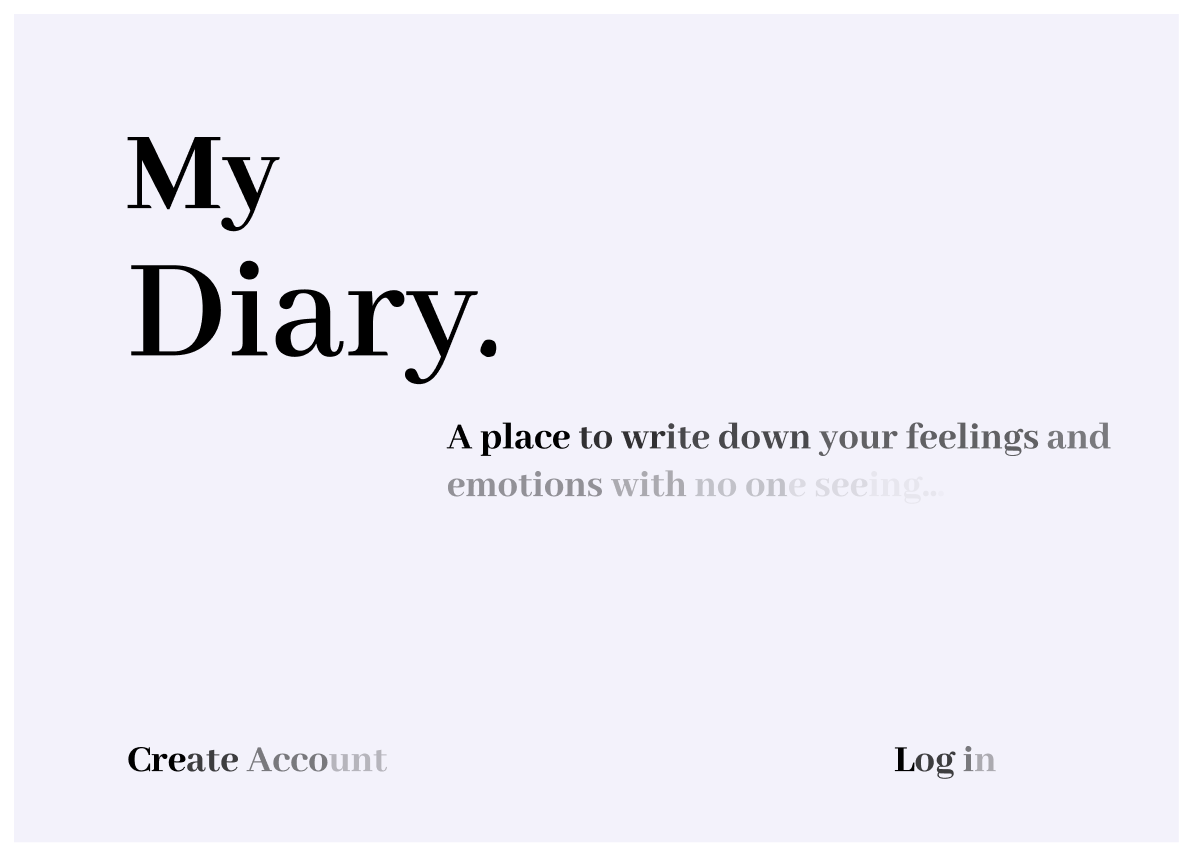 My
Diary.
A place to write down your feelings and
emotions with no one seeing...
Create Account
Log in